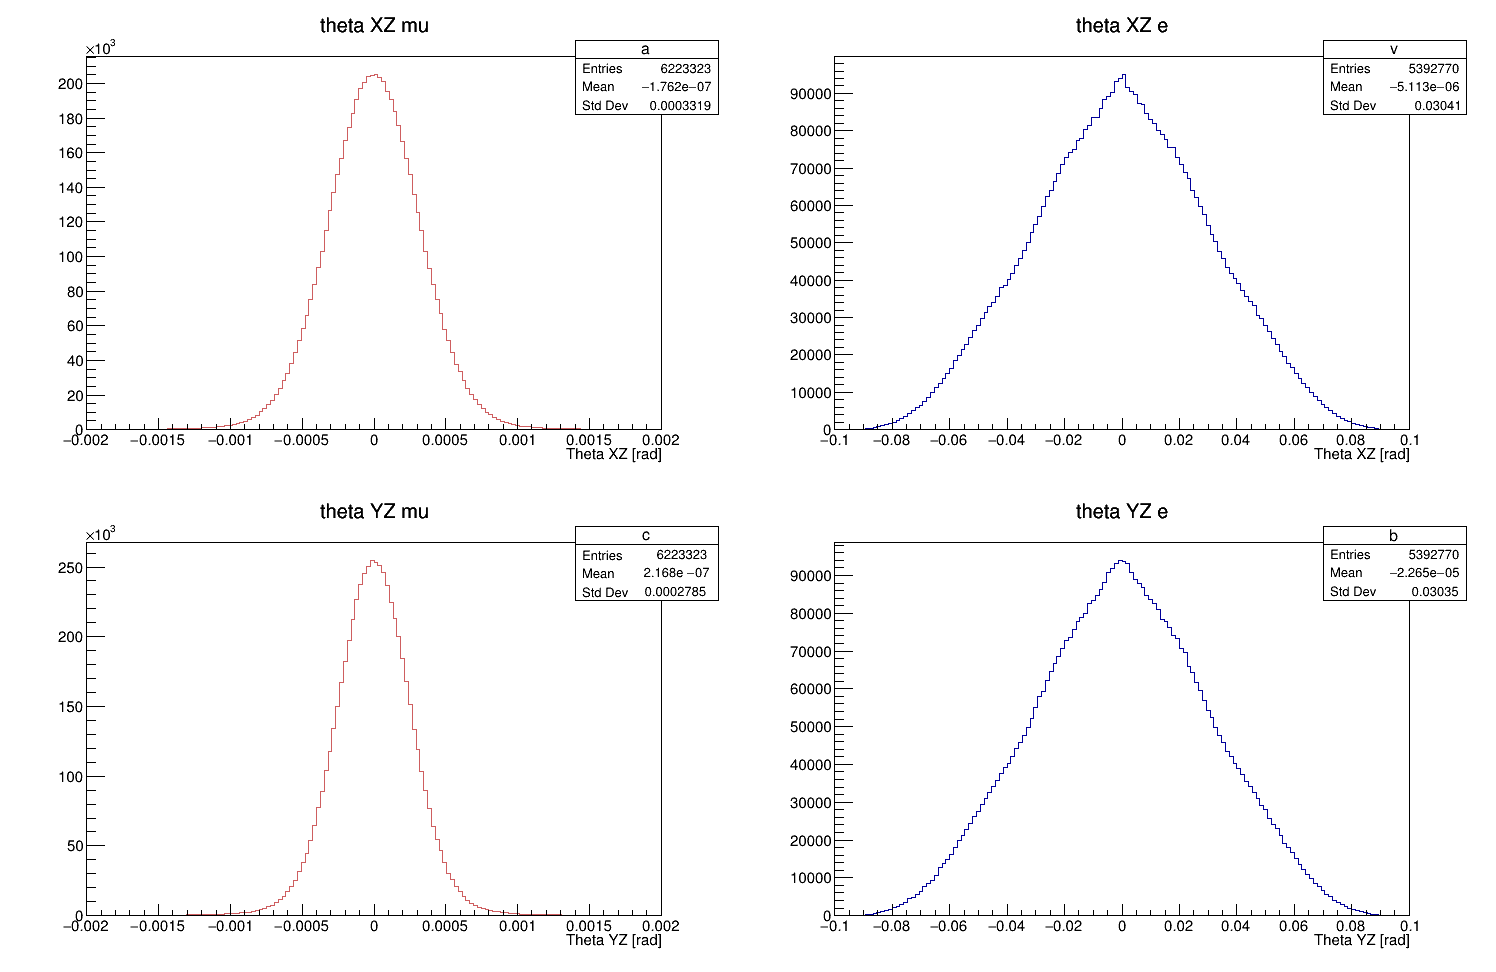 theta XZ mu
×10³
a
Entries 6223323
Mean −1.762e−07
Std Dev 0.0003319
200
180
160
140
120
100
80
60
40
20
0
−0.002 −0.0015 −0.001 −0.0005 0 0.0005 0.001 0.0015 0.002
Theta XZ [rad]
theta XZ e
v
Entries 5392770
Mean −5.113e−06
Std Dev 0.03041
90000
80000
70000
60000
50000
40000
30000
20000
10000
0
−0.1 −0.08 −0.06 −0.04 −0.02 0 0.02 0.04 0.06 0.08 0.1
Theta XZ [rad]
theta YZ mu
×10³
c
Entries 6223323
Mean 2.168e −07
Std Dev 0.0002785
250
200
150
100
50
0
−0.002 −0.0015 −0.001 −0.0005 0 0.0005 0.001 0.0015 0.002
Theta YZ [rad]
theta YZ e
b
Entries 5392770
Mean −2.265e−05
Std Dev 0.03035
90000
80000
70000
60000
50000
40000
30000
20000
10000
0
−0.1 −0.08 −0.06 −0.04 −0.02 0 0.02 0.04 0.06 0.08 0.1
Theta YZ [rad]